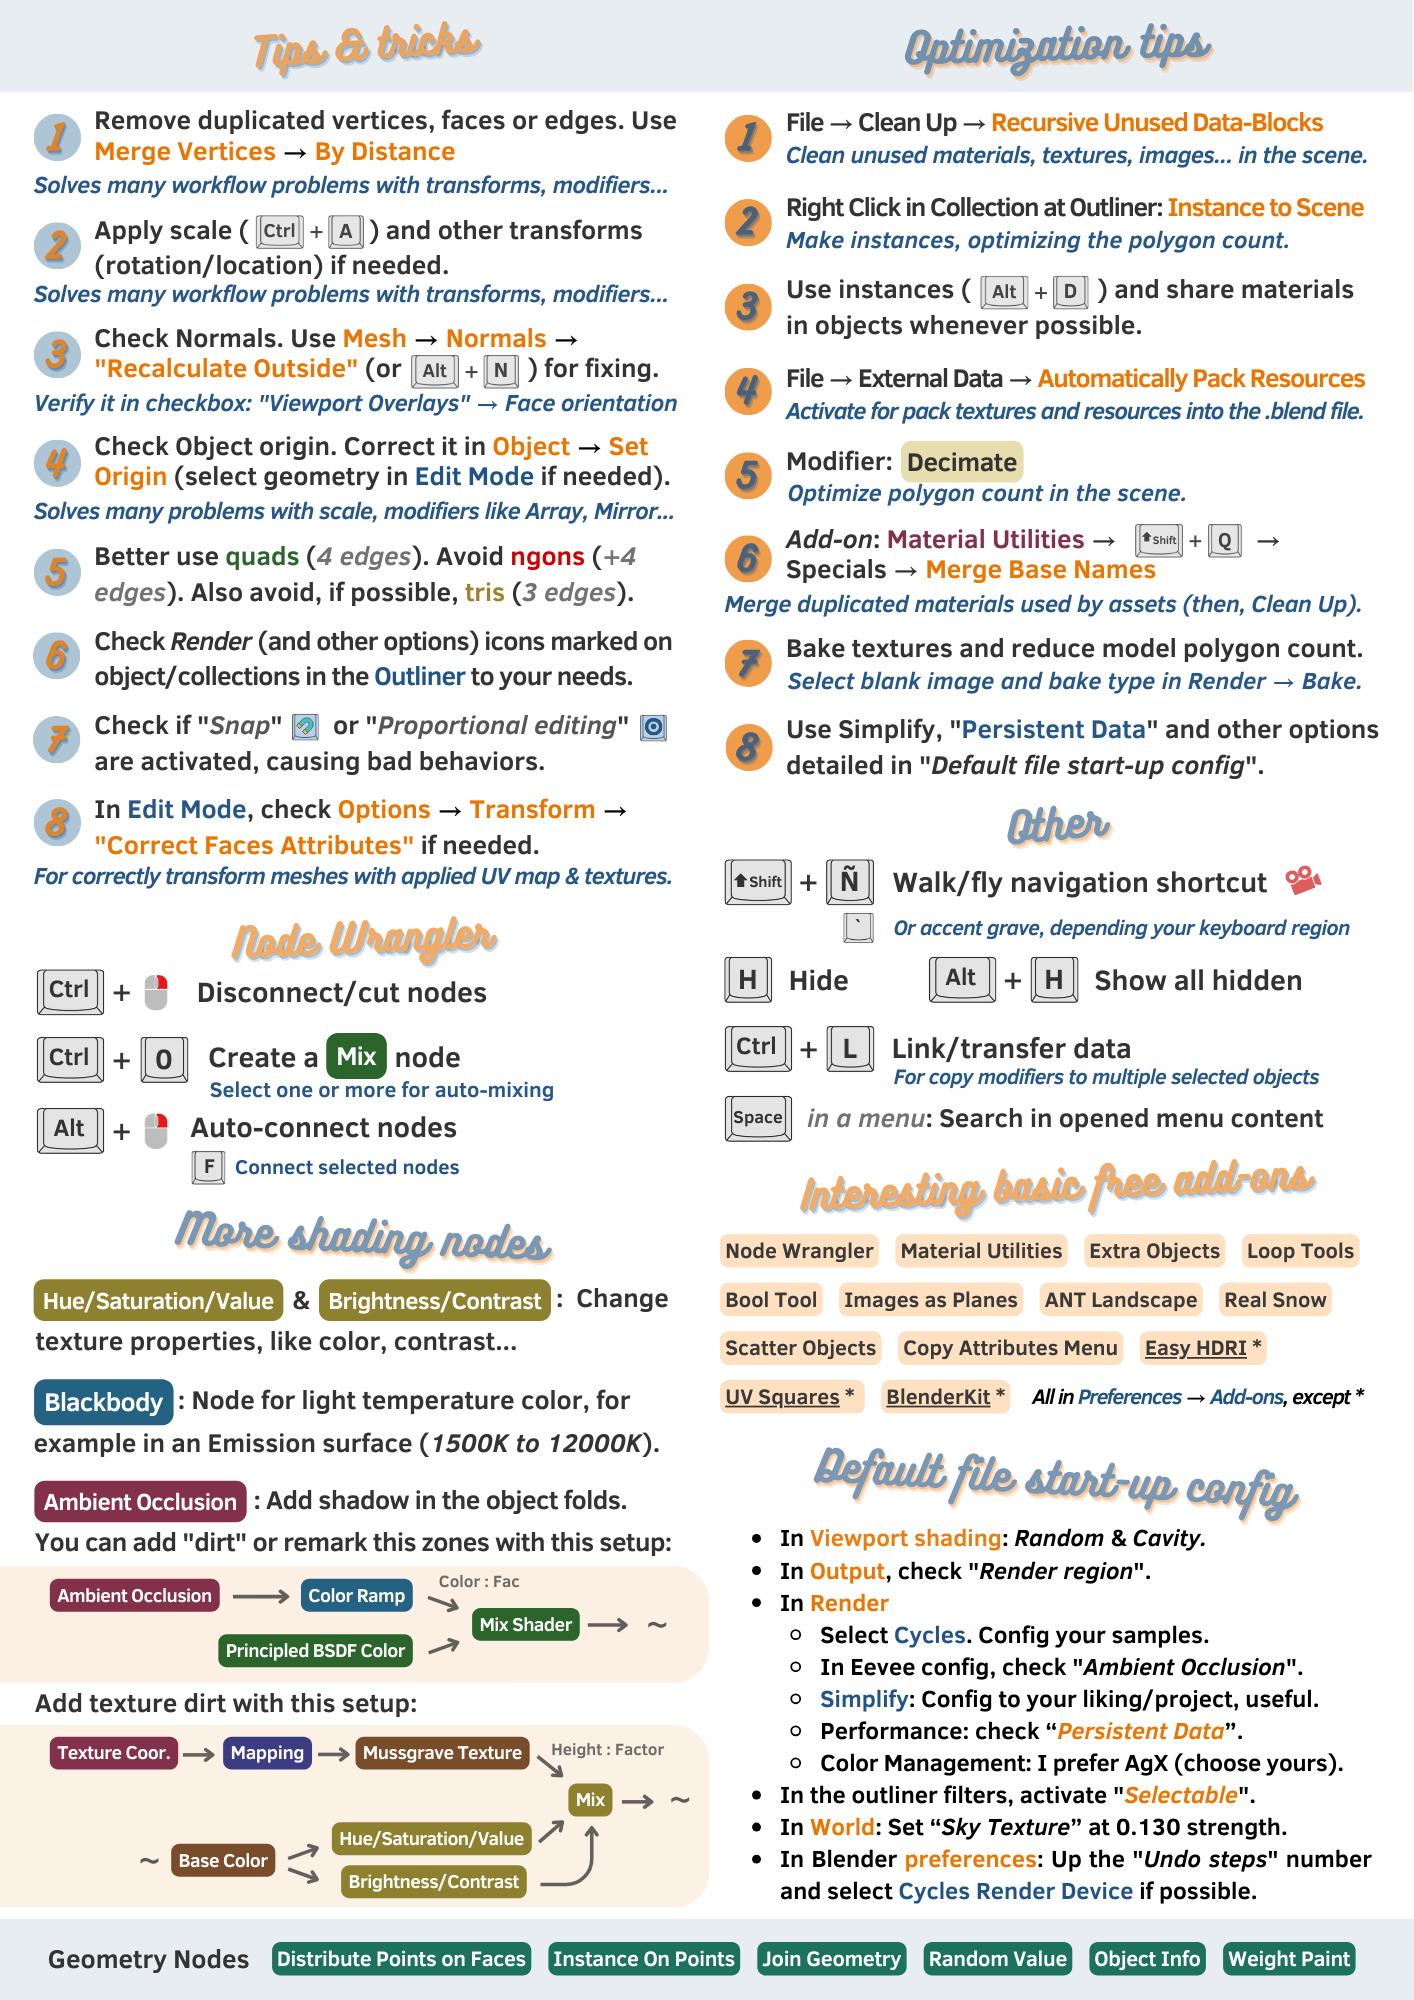 Tips & tricks
1 Remove duplicated vertices, faces or edges. Use
Merge Vertices → By Distance
Solves many workflow problems with transforms, modifiers...
2 Apply scale ( Ctrl + A ) and other transforms
(rotation/location) if needed.
Solves many workflow problems with transforms, modifiers...
3 Check Normals. Use Mesh → Normals →
"Recalculate Outside" (or Alt + N ) for fixing.
Verify it in checkbox: "Viewport Overlays" → Face orientation
4 Check Object origin. Correct it in Object → Set
Origin (select geometry in Edit Mode if needed).
Solves many problems with scale, modifiers like Array, Mirror...
5 Better use quads (4 edges). Avoid ngons (+4
edges). Also avoid, if possible, tris (3 edges).
6 Check Render (and other options) icons marked on
object/collections in the Outliner to your needs.
7 Check if "Snap" or "Proportional editing"
are activated, causing bad behaviors.
8 In Edit Mode, check Options → Transform →
"Correct Faces Attributes" if needed.
For correctly transform meshes with applied UV map & textures.
Node Wrangler
Ctrl + Disconnect/cut nodes
Ctrl + 0 Create a Mix node
Select one or more for auto-mixing
Alt + Auto-connect nodes
F Connect selected nodes
More shading nodes
Hue/Saturation/Value & Brightness/Contrast : Change
texture properties, like color, contrast...
Blackbody : Node for light temperature color, for
example in an Emission surface (1500K to 12000K).
Ambient Occlusion : Add shadow in the object folds.
You can add "dirt" or remark this zones with this setup:
Ambient Occlusion → Color Ramp Color : Fac
Mix Shader → ~
Principled BSDF Color
Add texture dirt with this setup:
Texture Coor. → Mapping → Mussgrave Texture Height : Factor
Mix → ~
Hue/Saturation/Value
~ Base Color
Brightness/Contrast
Optimization tips
1 File → Clean Up → Recursive Unused Data-Blocks
Clean unused materials, textures, images... in the scene.
2 Right Click in Collection at Outliner: Instance to Scene
Make instances, optimizing the polygon count.
3 Use instances ( Alt + D ) and share materials
in objects whenever possible.
4 File → External Data → Automatically Pack Resources
Activate for pack textures and resources into the .blend file.
5 Modifier: Decimate
Optimize polygon count in the scene.
6 Add-on: Material Utilities → Shift + Q →
Specials → Merge Base Names
Merge duplicated materials used by assets (then, Clean Up).
7 Bake textures and reduce model polygon count.
Select blank image and bake type in Render → Bake.
8 Use Simplify, "Persistent Data" and other options
detailed in "Default file start-up config".
Other
Shift + Ñ Walk/fly navigation shortcut
` Or accent grave, depending your keyboard region
H Hide Alt + H Show all hidden
Ctrl + L Link/transfer data
For copy modifiers to multiple selected objects
Space in a menu: Search in opened menu content
Interesting basic free add-ons
Node Wrangler Material Utilities Extra Objects Loop Tools
Bool Tool Images as Planes ANT Landscape Real Snow
Scatter Objects Copy Attributes Menu Easy HDRI *
UV Squares * BlenderKit * All in Preferences → Add-ons, except *
Default file start-up config
• In Viewport shading: Random & Cavity.
• In Output, check "Render region".
• In Render
○ Select Cycles. Config your samples.
○ In Eevee config, check "Ambient Occlusion".
○ Simplify: Config to your liking/project, useful.
○ Performance: check “Persistent Data”.
○ Color Management: I prefer AgX (choose yours).
• In the outliner filters, activate "Selectable".
• In World: Set “Sky Texture” at 0.130 strength.
• In Blender preferences: Up the "Undo steps" number
and select Cycles Render Device if possible.
Geometry Nodes Distribute Points on Faces Instance On Points Join Geometry Random Value Object Info Weight Paint